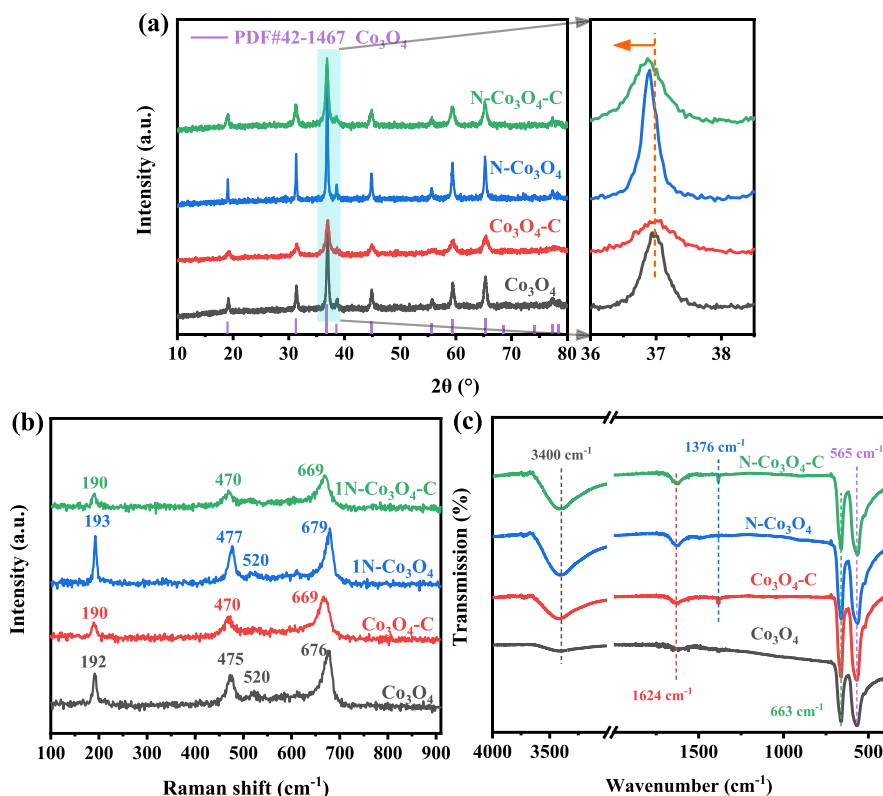 (a)
PDF#42-1467 Co₃O₄
N-Co₃O₄-C
N-Co₃O₄
Co₃O₄-C
Co₃O₄
Intensity (a.u.)
10 20 30 40 50 60 70 80
36 37 38
2θ (°)
(b)
190 470 669
1N-Co₃O₄-C
193 477 520 679
1N-Co₃O₄
190 470 669
Co₃O₄-C
192 475 520 676
Co₃O₄
Intensity (a.u.)
100 200 300 400 500 600 700 800 900
Raman shift (cm⁻¹)
(c)
3400 cm⁻¹ 1376 cm⁻¹ 565 cm⁻¹
N-Co₃O₄-C
N-Co₃O₄
Co₃O₄-C
Co₃O₄
1624 cm⁻¹ 663 cm⁻¹
Transmission (%)
4000 3500 1500 1000 500
Wavenumber (cm⁻¹)